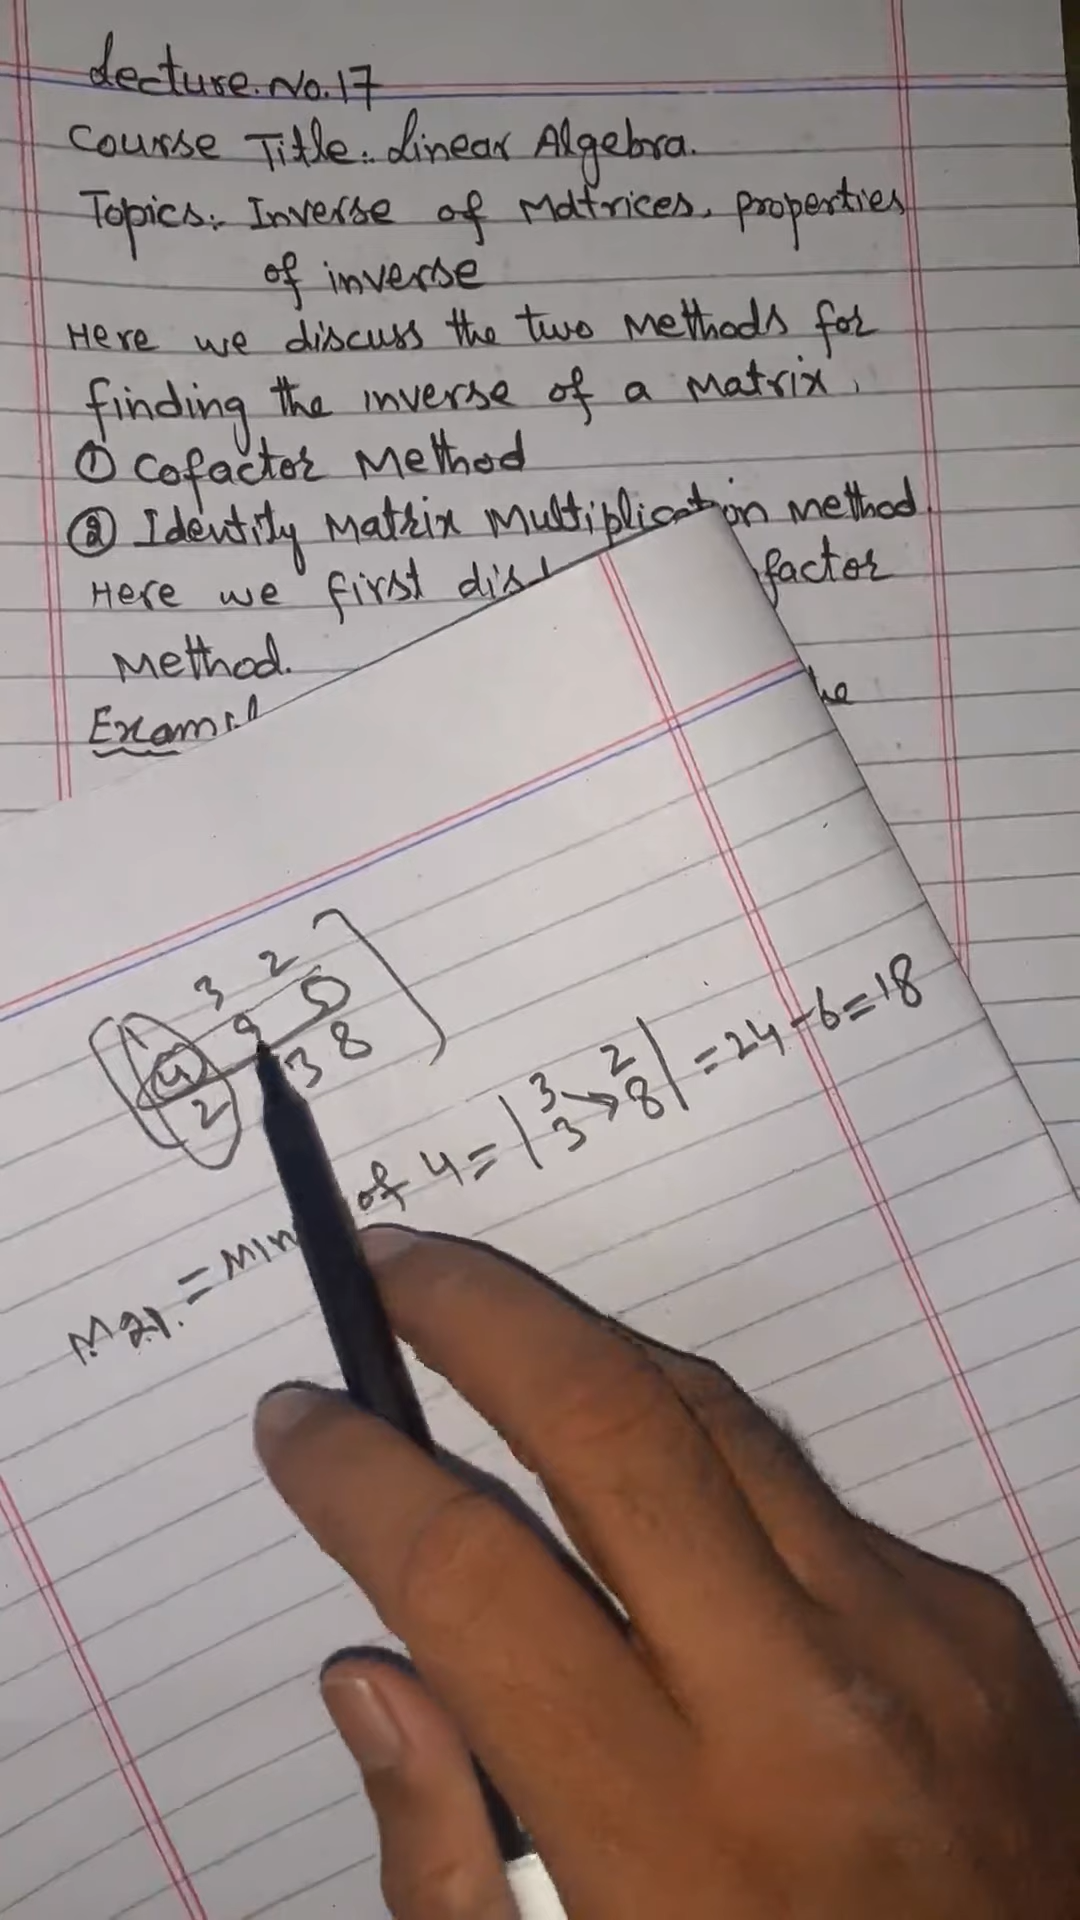 Lecture.No.17
Course Title:. Linear Algebra.
Topics:. Inverse of Matrices, properties
of inverse
Here we discuss the two Methods for
finding the inverse of a Matrix.
① Cofactor Method
② Identity Matrix Multiplication method.
Here we first factor
Method.
3 2
4 9 5
2 3 8
M21. = of 4 = | 3 2 | = 24 - 6 = 18
| 3 8 |